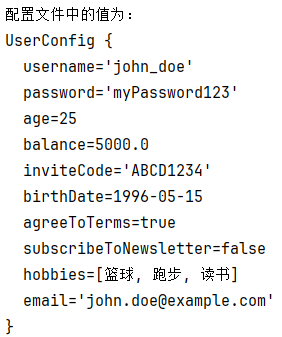 配置文件中的值为：
UserConfig {
  username='john_doe'
  password='myPassword123'
  age=25
  balance=5000.0
  inviteCode='ABCD1234'
  birthDate=1996-05-15
  agreeToTerms=true
  subscribeToNewsletter=false
  hobbies=[篮球, 跑步, 读书]
  email='john.doe@example.com'
}